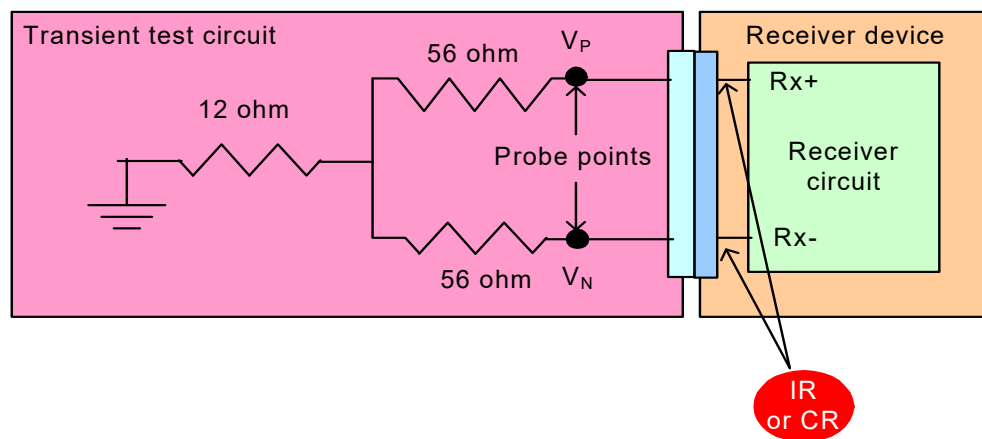 Transient test circuit
Receiver device
56 ohm
V_P
Rx+
12 ohm
Probe points
Receiver
circuit
Rx-
56 ohm
V_N
IR
or CR